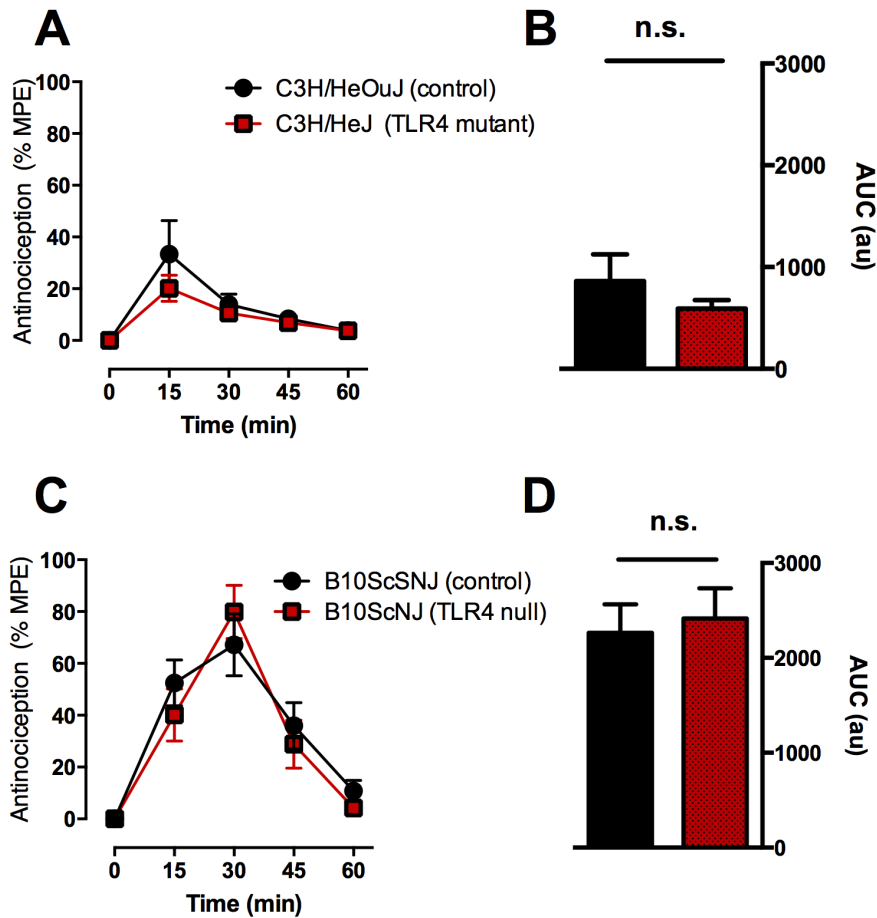 A
B
n.s.
C3H/HeOuJ (control)
C3H/HeJ (TLR4 mutant)
Antinociception (% MPE)
100
80
60
40
20
0
0 15 30 45 60
Time (min)
3000
2000
1000
0
AUC (au)
C
D
n.s.
B10ScSNJ (control)
B10ScNJ (TLR4 null)
Antinociception (% MPE)
100
80
60
40
20
0
0 15 30 45 60
Time (min)
3000
2000
1000
0
AUC (au)